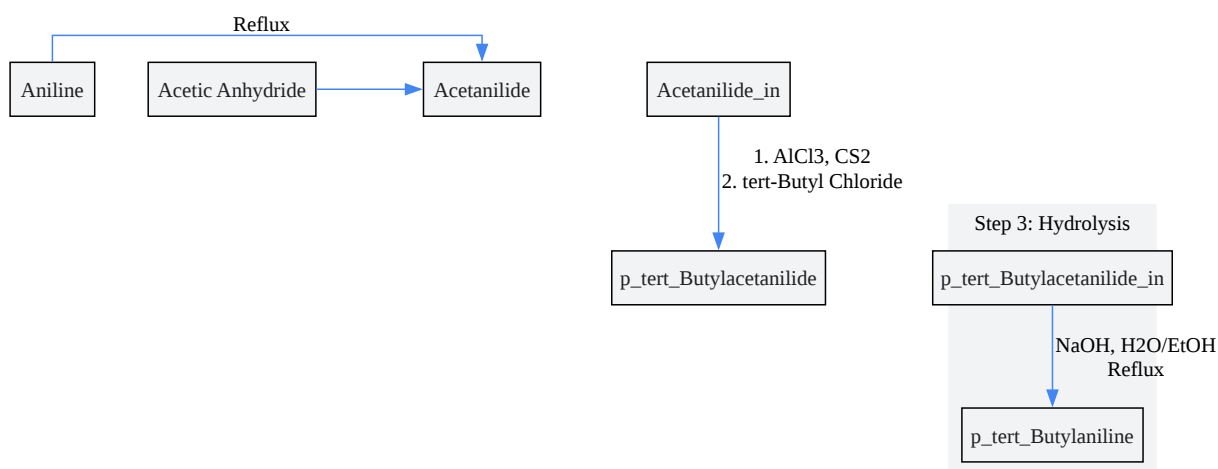 Reflux
Aniline
Acetic Anhydride
Acetanilide
Acetanilide_in
1. AlCl3, CS2
2. tert-Butyl Chloride
Step 3: Hydrolysis
p_tert_Butylacetanilide
p_tert_Butylacetanilide_in
NaOH, H2O/EtOH
Reflux
p_tert_Butylaniline